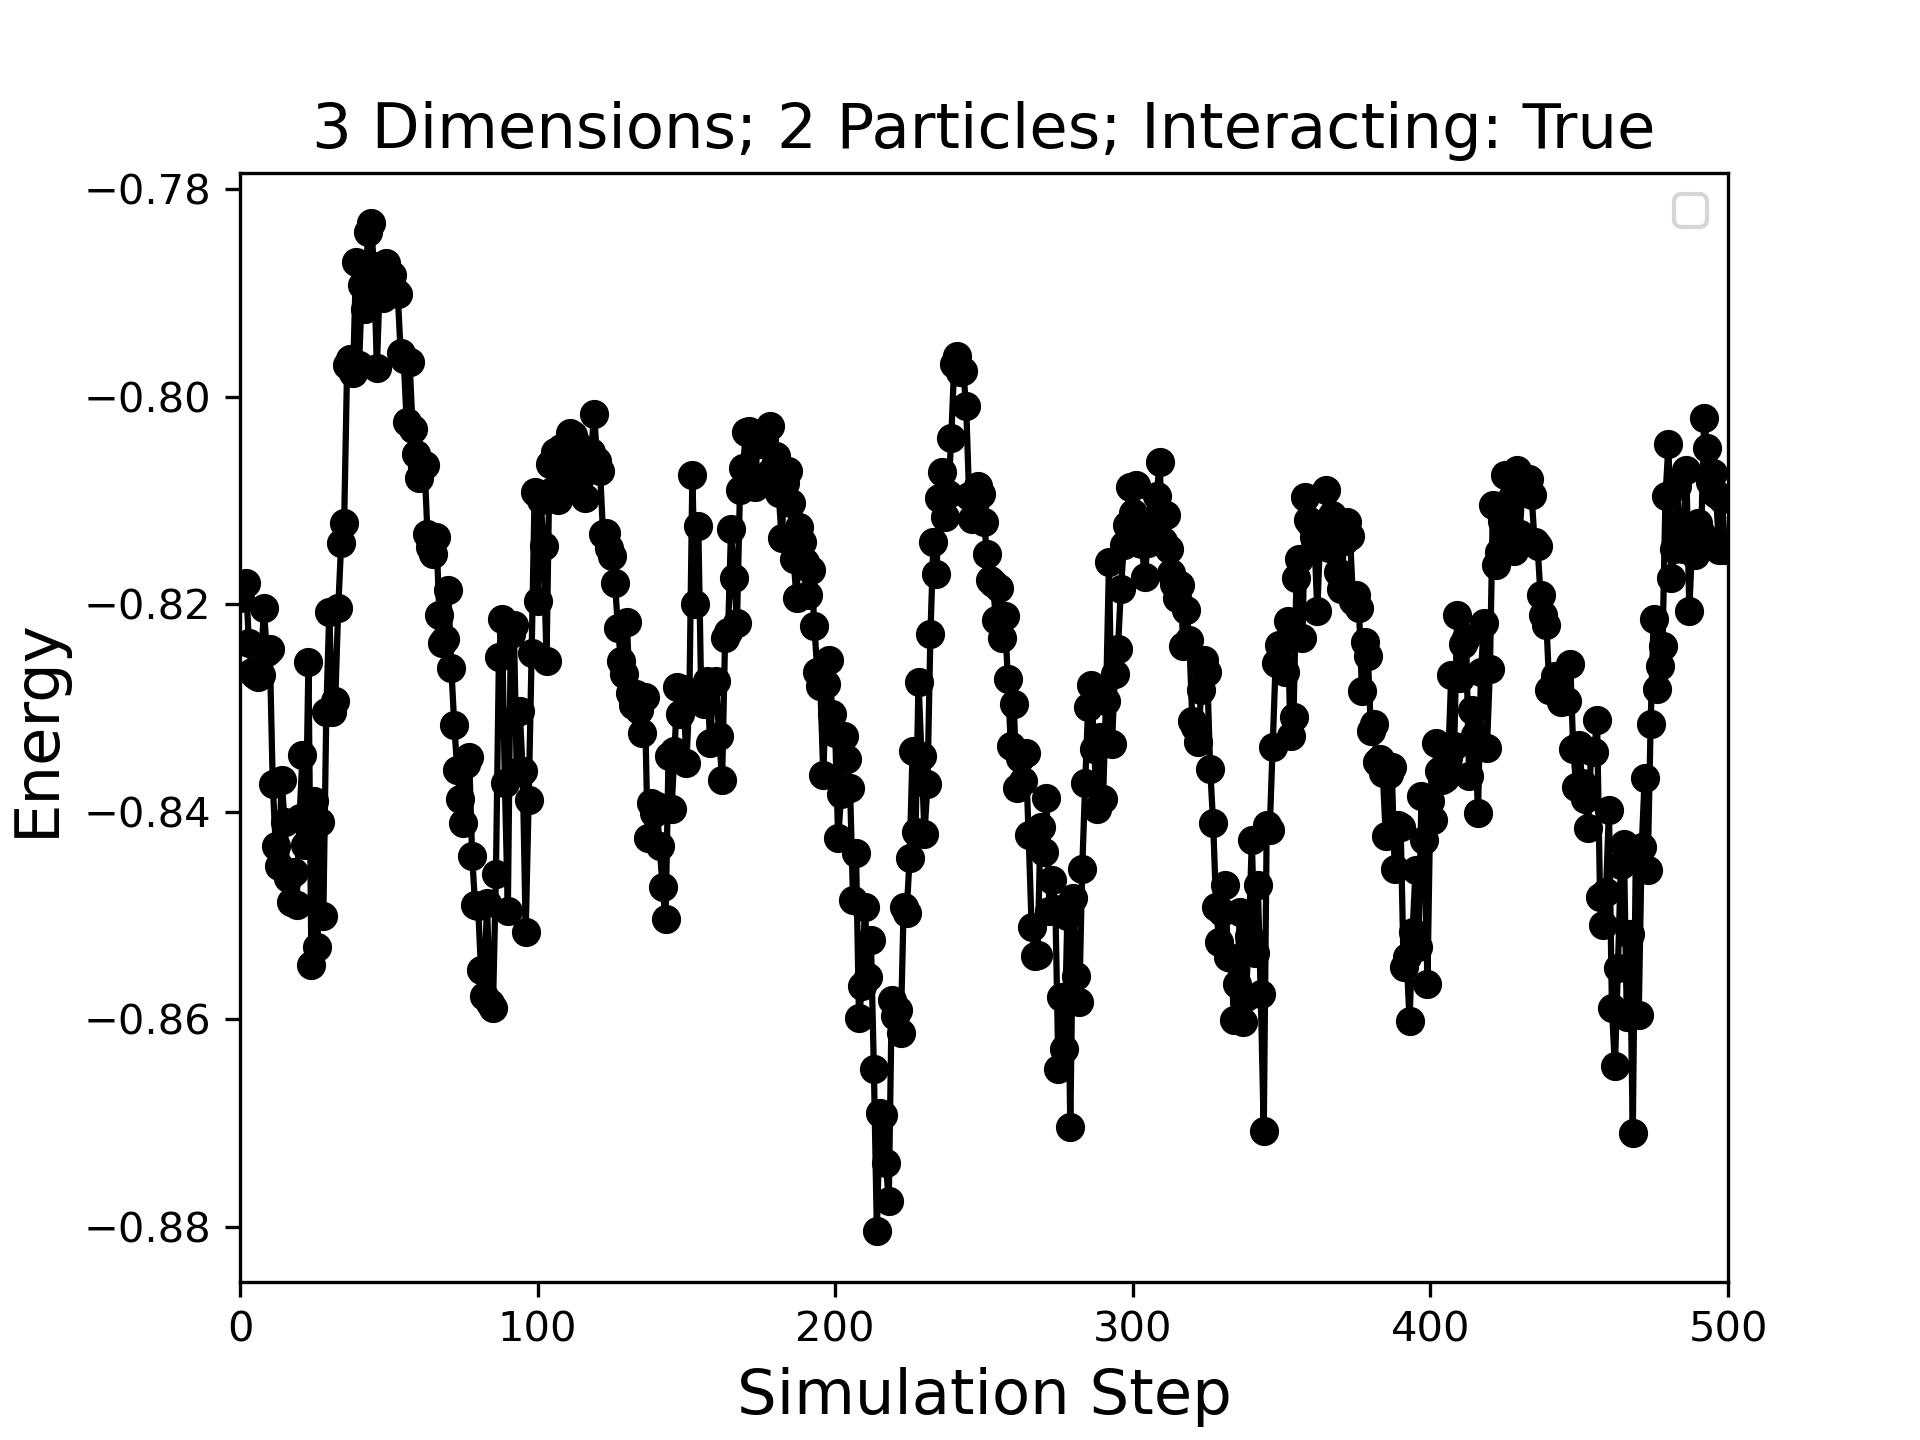 3 Dimensions; 2 Particles; Interacting: True
−0.78
−0.80
−0.82
−0.84
−0.86
−0.88
Energy
0 100 200 300 400 500
Simulation Step